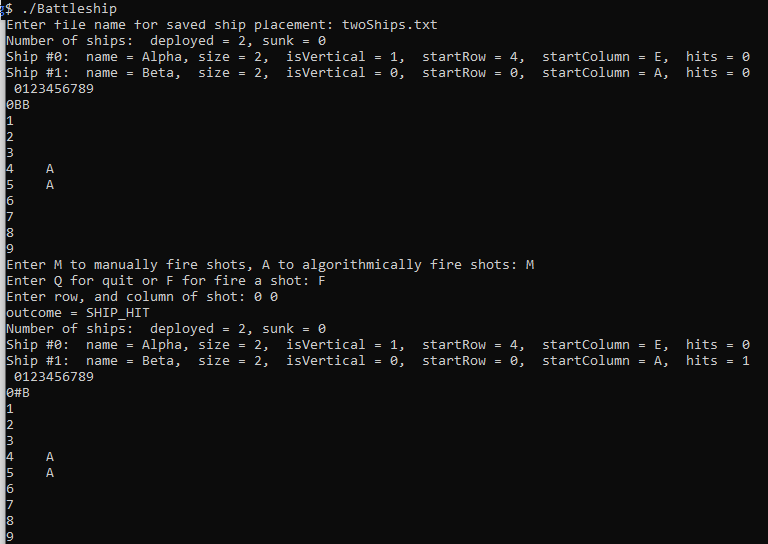 $ ./Battleship
Enter file name for saved ship placement: twoShips.txt
Number of ships:  deployed = 2, sunk = 0
Ship #0:  name = Alpha, size = 2,  isVertical = 1,  startRow = 4,  startColumn = E,  hits = 0
Ship #1:  name = Beta,  size = 2,  isVertical = 0,  startRow = 0,  startColumn = A,  hits = 0
 0123456789
0BB
1
2
3
4    A
5    A
6
7
8
9
Enter M to manually fire shots, A to algorithmically fire shots: M
Enter Q for quit or F for fire a shot: F
Enter row, and column of shot: 0 0
outcome = SHIP_HIT
Number of ships:  deployed = 2, sunk = 0
Ship #0:  name = Alpha, size = 2,  isVertical = 1,  startRow = 4,  startColumn = E,  hits = 0
Ship #1:  name = Beta,  size = 2,  isVertical = 0,  startRow = 0,  startColumn = A,  hits = 1
 0123456789
0#B
1
2
3
4    A
5    A
6
7
8
9